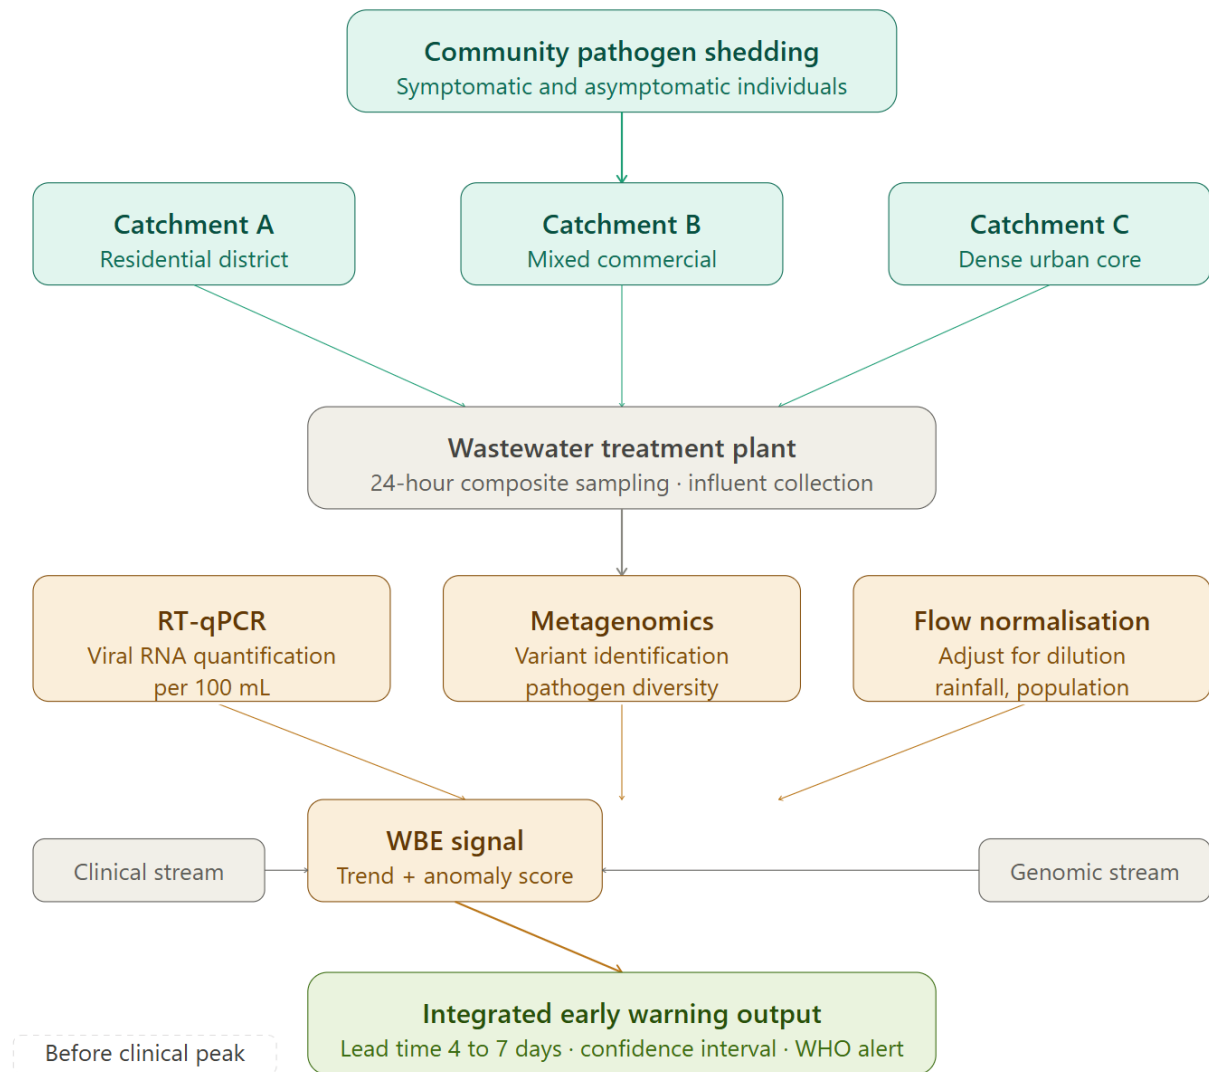 Community pathogen shedding
Symptomatic and asymptomatic individuals
Catchment A
Residential district
Catchment B
Mixed commercial
Catchment C
Dense urban core
Wastewater treatment plant
24-hour composite sampling · influent collection
RT-qPCR
Viral RNA quantification
per 100 mL
Metagenomics
Variant identification
pathogen diversity
Flow normalisation
Adjust for dilution
rainfall, population
Clinical stream
WBE signal
Trend + anomaly score
Genomic stream
Integrated early warning output
Lead time 4 to 7 days · confidence interval · WHO alert
Before clinical peak